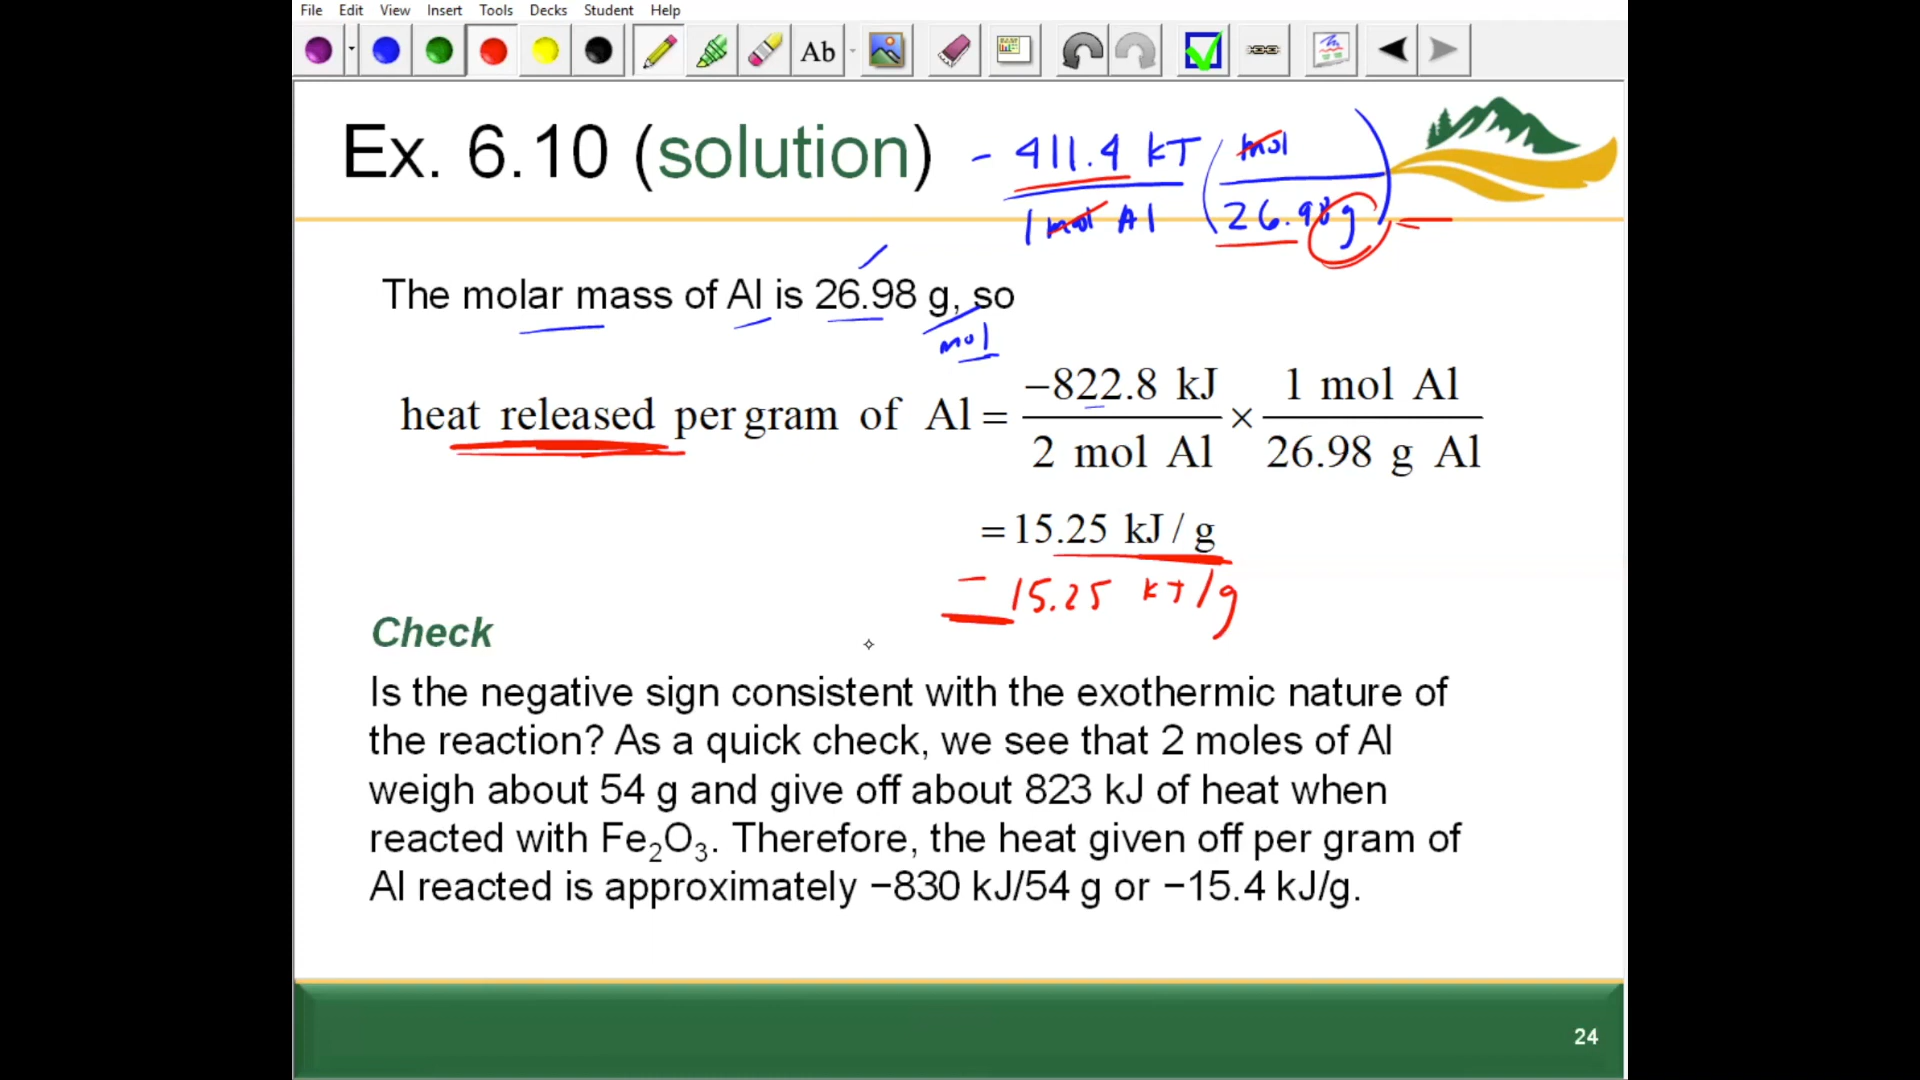 File Edit View Insert Tools Decks Student Help
Ab
Ex. 6.10 (solution)
- 411.4 kJ ( mol
1 mol Al 26.98 g )
The molar mass of Al is 26.98 g, so
mol
heat released per gram of Al = −822.8 kJ / 2 mol Al × 1 mol Al / 26.98 g Al
= 15.25 kJ / g
- 15.25 kJ/g
Check
Is the negative sign consistent with the exothermic nature of
the reaction? As a quick check, we see that 2 moles of Al
weigh about 54 g and give off about 823 kJ of heat when
reacted with Fe₂O₃. Therefore, the heat given off per gram of
Al reacted is approximately −830 kJ/54 g or −15.4 kJ/g.
24